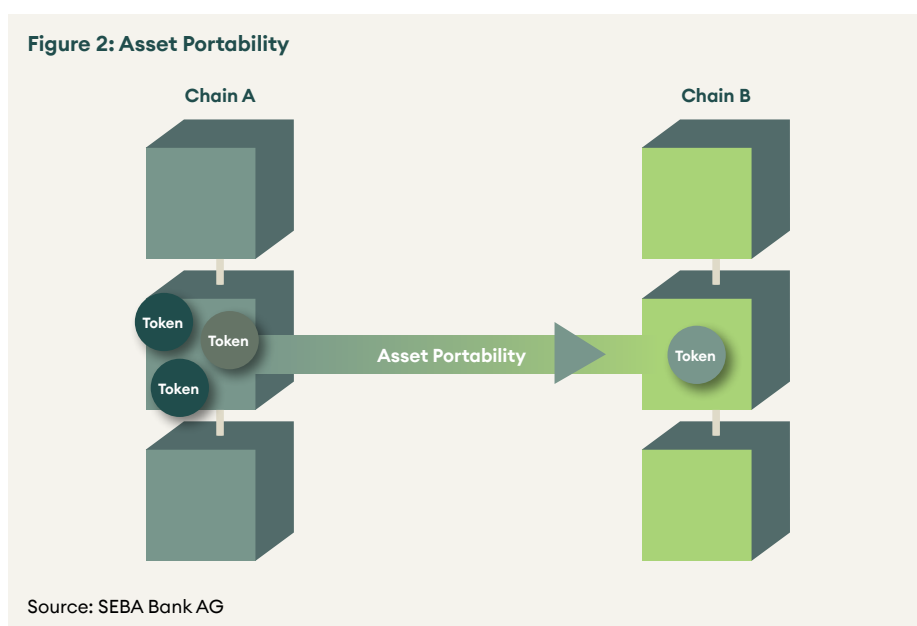 Figure 2: Asset Portability
Chain A
Chain B
Token
Token
Token
Asset Portability
Token
Source: SEBA Bank AG